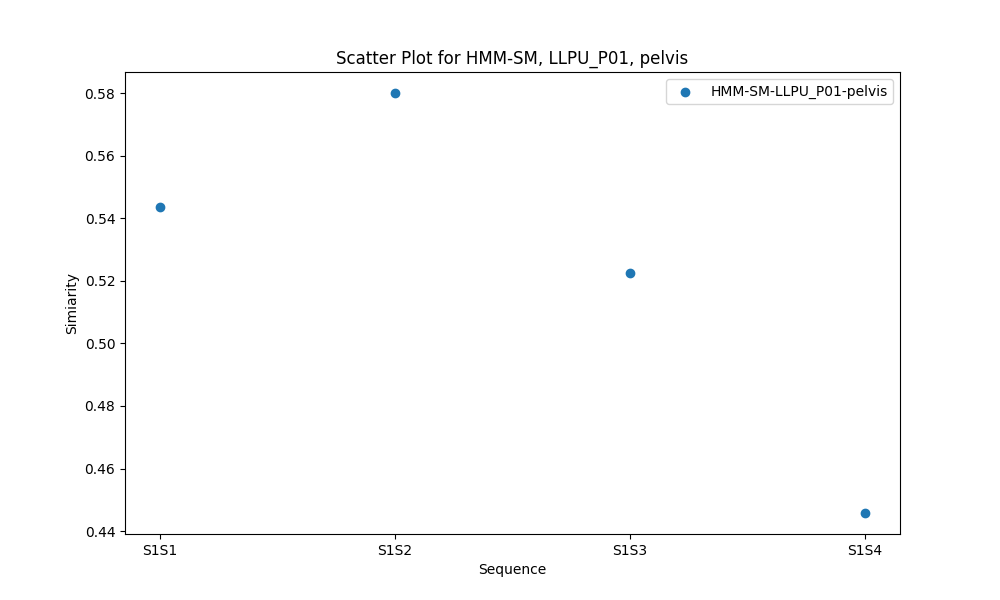 Scatter Plot for HMM-SM, LLPU_P01, pelvis
HMM-SM-LLPU_P01-pelvis
0.58
0.56
0.54
0.52
0.50
0.48
0.46
0.44
Simiarity
S1S1 S1S2 S1S3 S1S4
Sequence